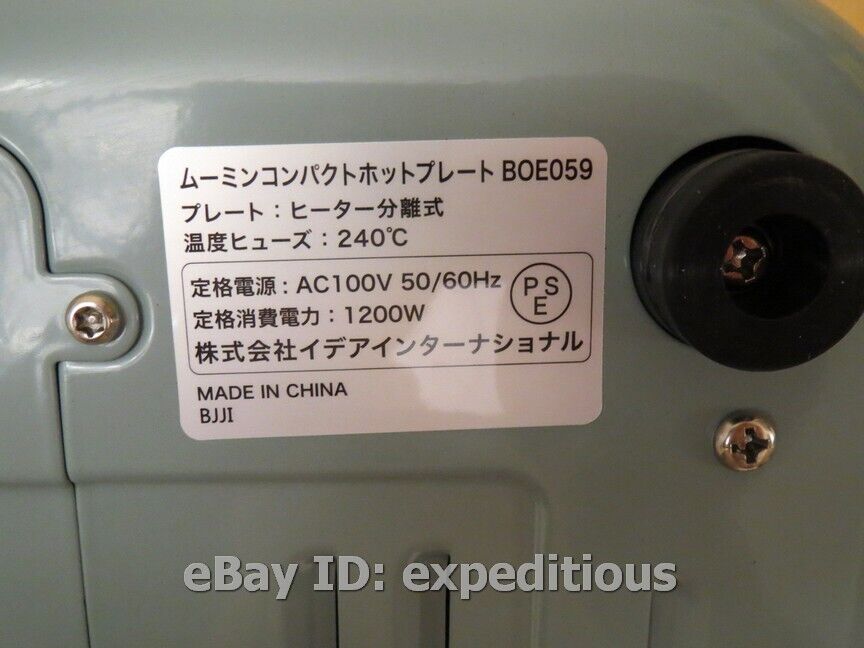 ムーミンコンパクトホットプレート BOE059
プレート：ヒーター分離式
温度ヒューズ：240℃
定格電源：AC100V 50/60Hz
PSE
定格消費電力：1200W
株式会社イデアインターナショナル
MADE IN CHINA
BJJI
eBay ID: expeditious